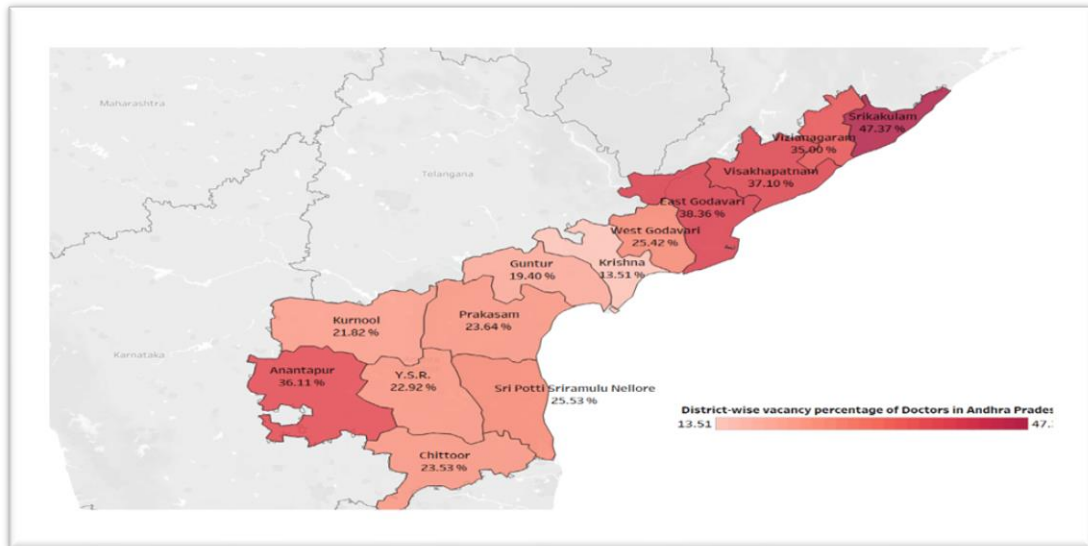 Maharashtra
Srikakulam
47.37 %
Vizianagaram
35.00 %
Telangana
Visakhapatnam
37.10 %
East Godavari
38.36 %
West Godavari
25.42 %
Guntur
19.40 %
Krishna
13.51 %
Kurnool
21.82 %
Prakasam
23.64 %
Karnataka
Anantapur
36.11 %
Y.S.R.
22.92 %
Sri Potti Sriramulu Nellore
25.53 %
District-wise vacancy percentage of Doctors in Andhra Prades
13.51 47.
Chittoor
23.53 %